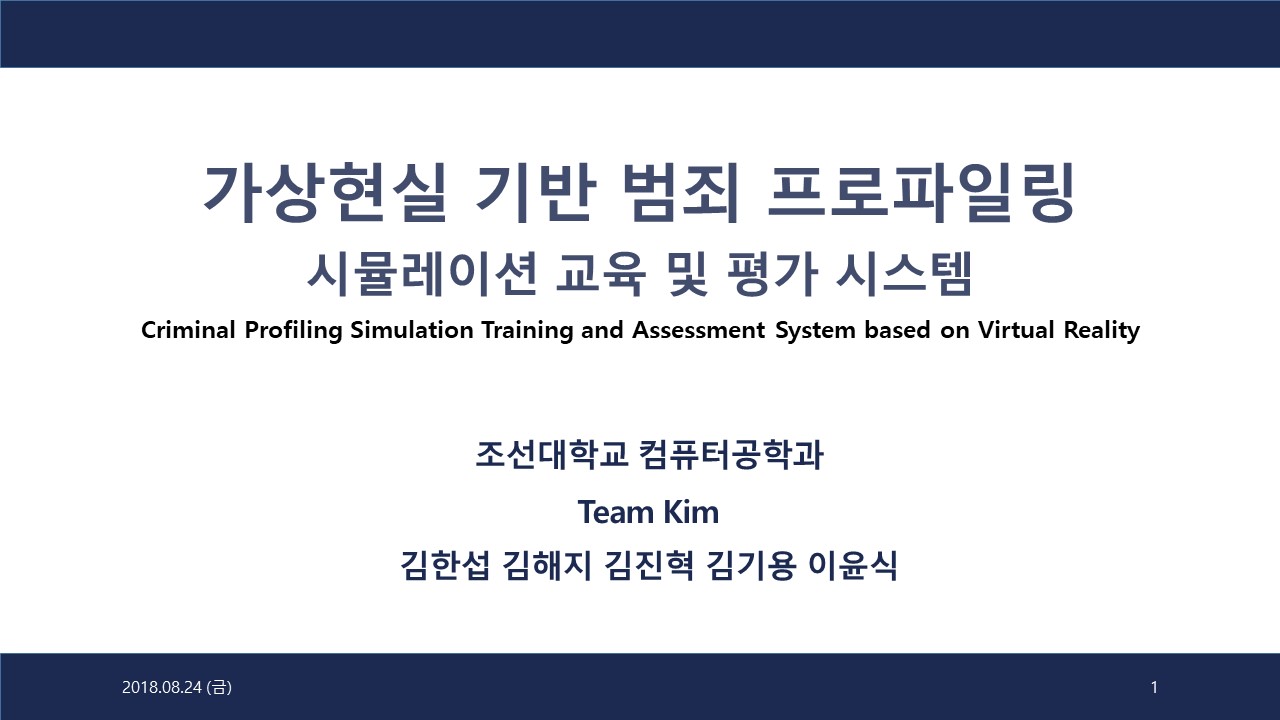 가상현실 기반 범죄 프로파일링
시뮬레이션 교육 및 평가 시스템
Criminal Profiling Simulation Training and Assessment System based on Virtual Reality
조선대학교 컴퓨터공학과
Team Kim
김한섭 김해지 김진혁 김기용 이윤식
2018.08.24 (금)
1